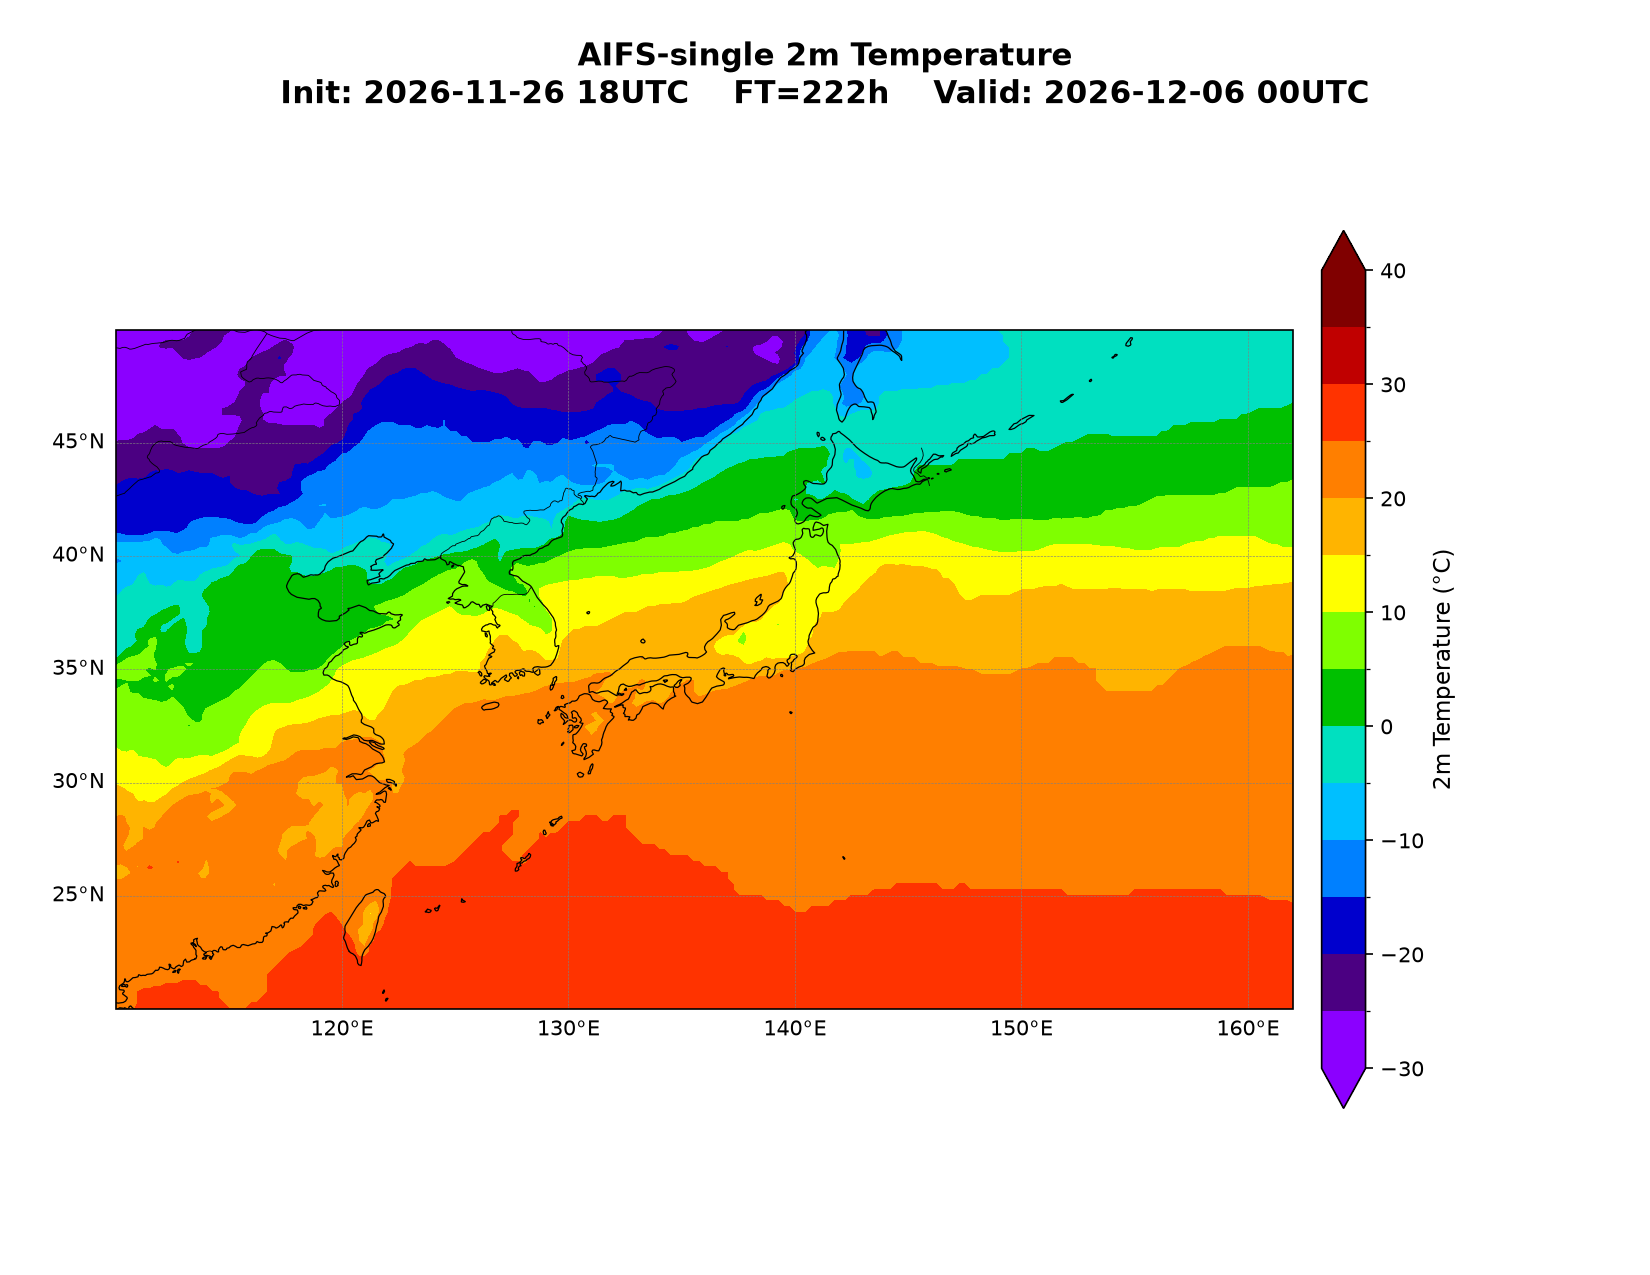 AIFS-single 2m Temperature
Init: 2026-11-26 18UTC    FT=222h    Valid: 2026-12-06 00UTC
45°N
40°N
35°N
30°N
25°N
120°E
130°E
140°E
150°E
160°E
40
30
20
10
0
−10
−20
−30
2m Temperature (°C)